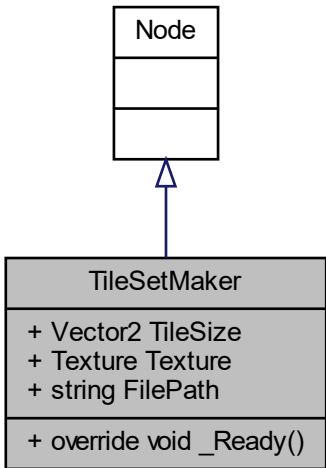 Node
TileSetMaker
+ Vector2 TileSize
+ Texture Texture
+ string FilePath
+ override void _Ready()